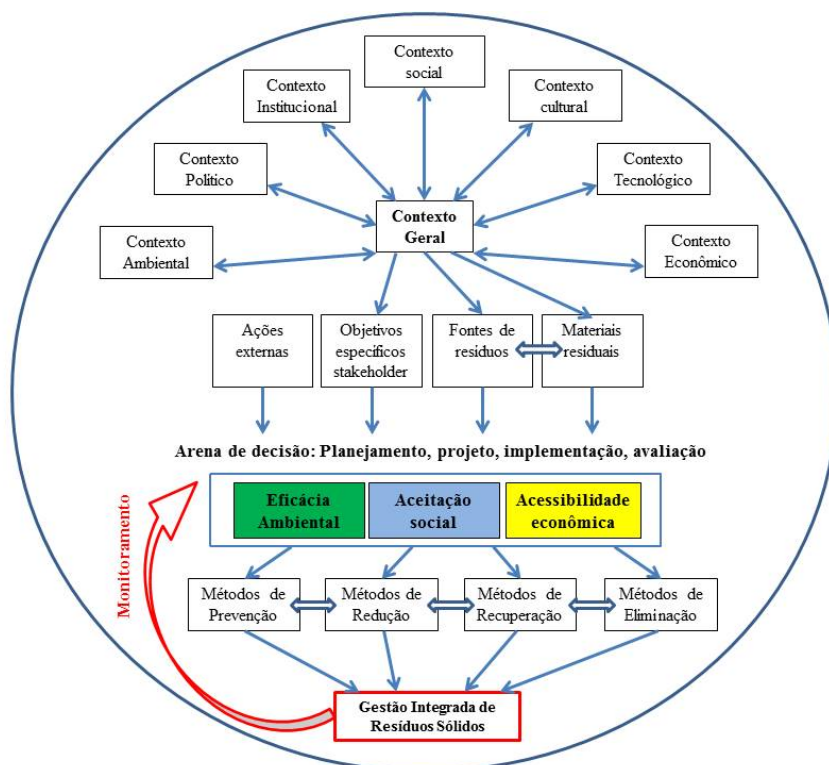 Contexto
social
Contexto
Institucional
Contexto
cultural
Contexto
Político
Contexto
Tecnológico
Contexto
Geral
Contexto
Ambiental
Contexto
Econômico
Ações
externas
Objetivos
específicos
stakeholder
Fontes de
resíduos
Materiais
residuais
Arena de decisão: Planejamento, projeto, implementação, avaliação
Eficácia
Ambiental
Aceitação
social
Acessibilidade
econômica
Monitoramento
Métodos de
Prevenção
Métodos de
Redução
Métodos de
Recuperação
Métodos de
Eliminação
Gestão Integrada de
Resíduos Sólidos